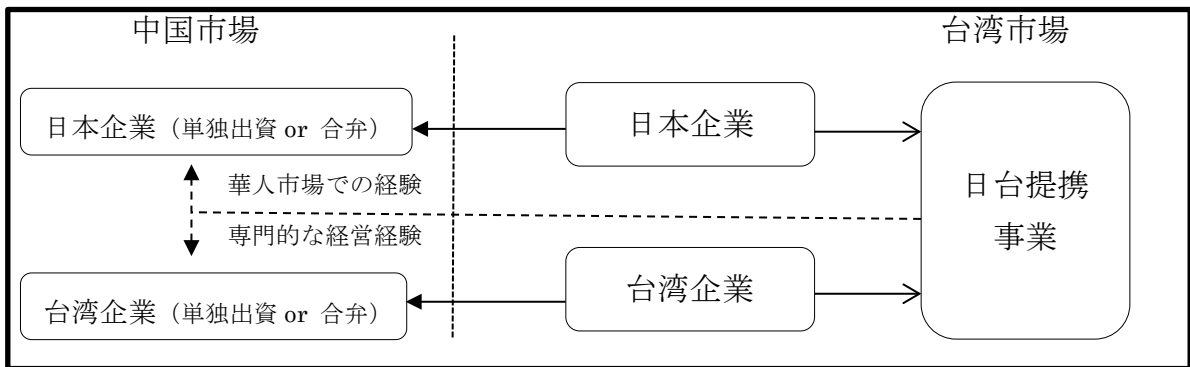 中国市場
台湾市場
日本企業（単独出資 or 合弁）
日本企業
華人市場での経験
日台提携
事業
専門的な経営経験
台湾企業
台湾企業（単独出資 or 合弁）